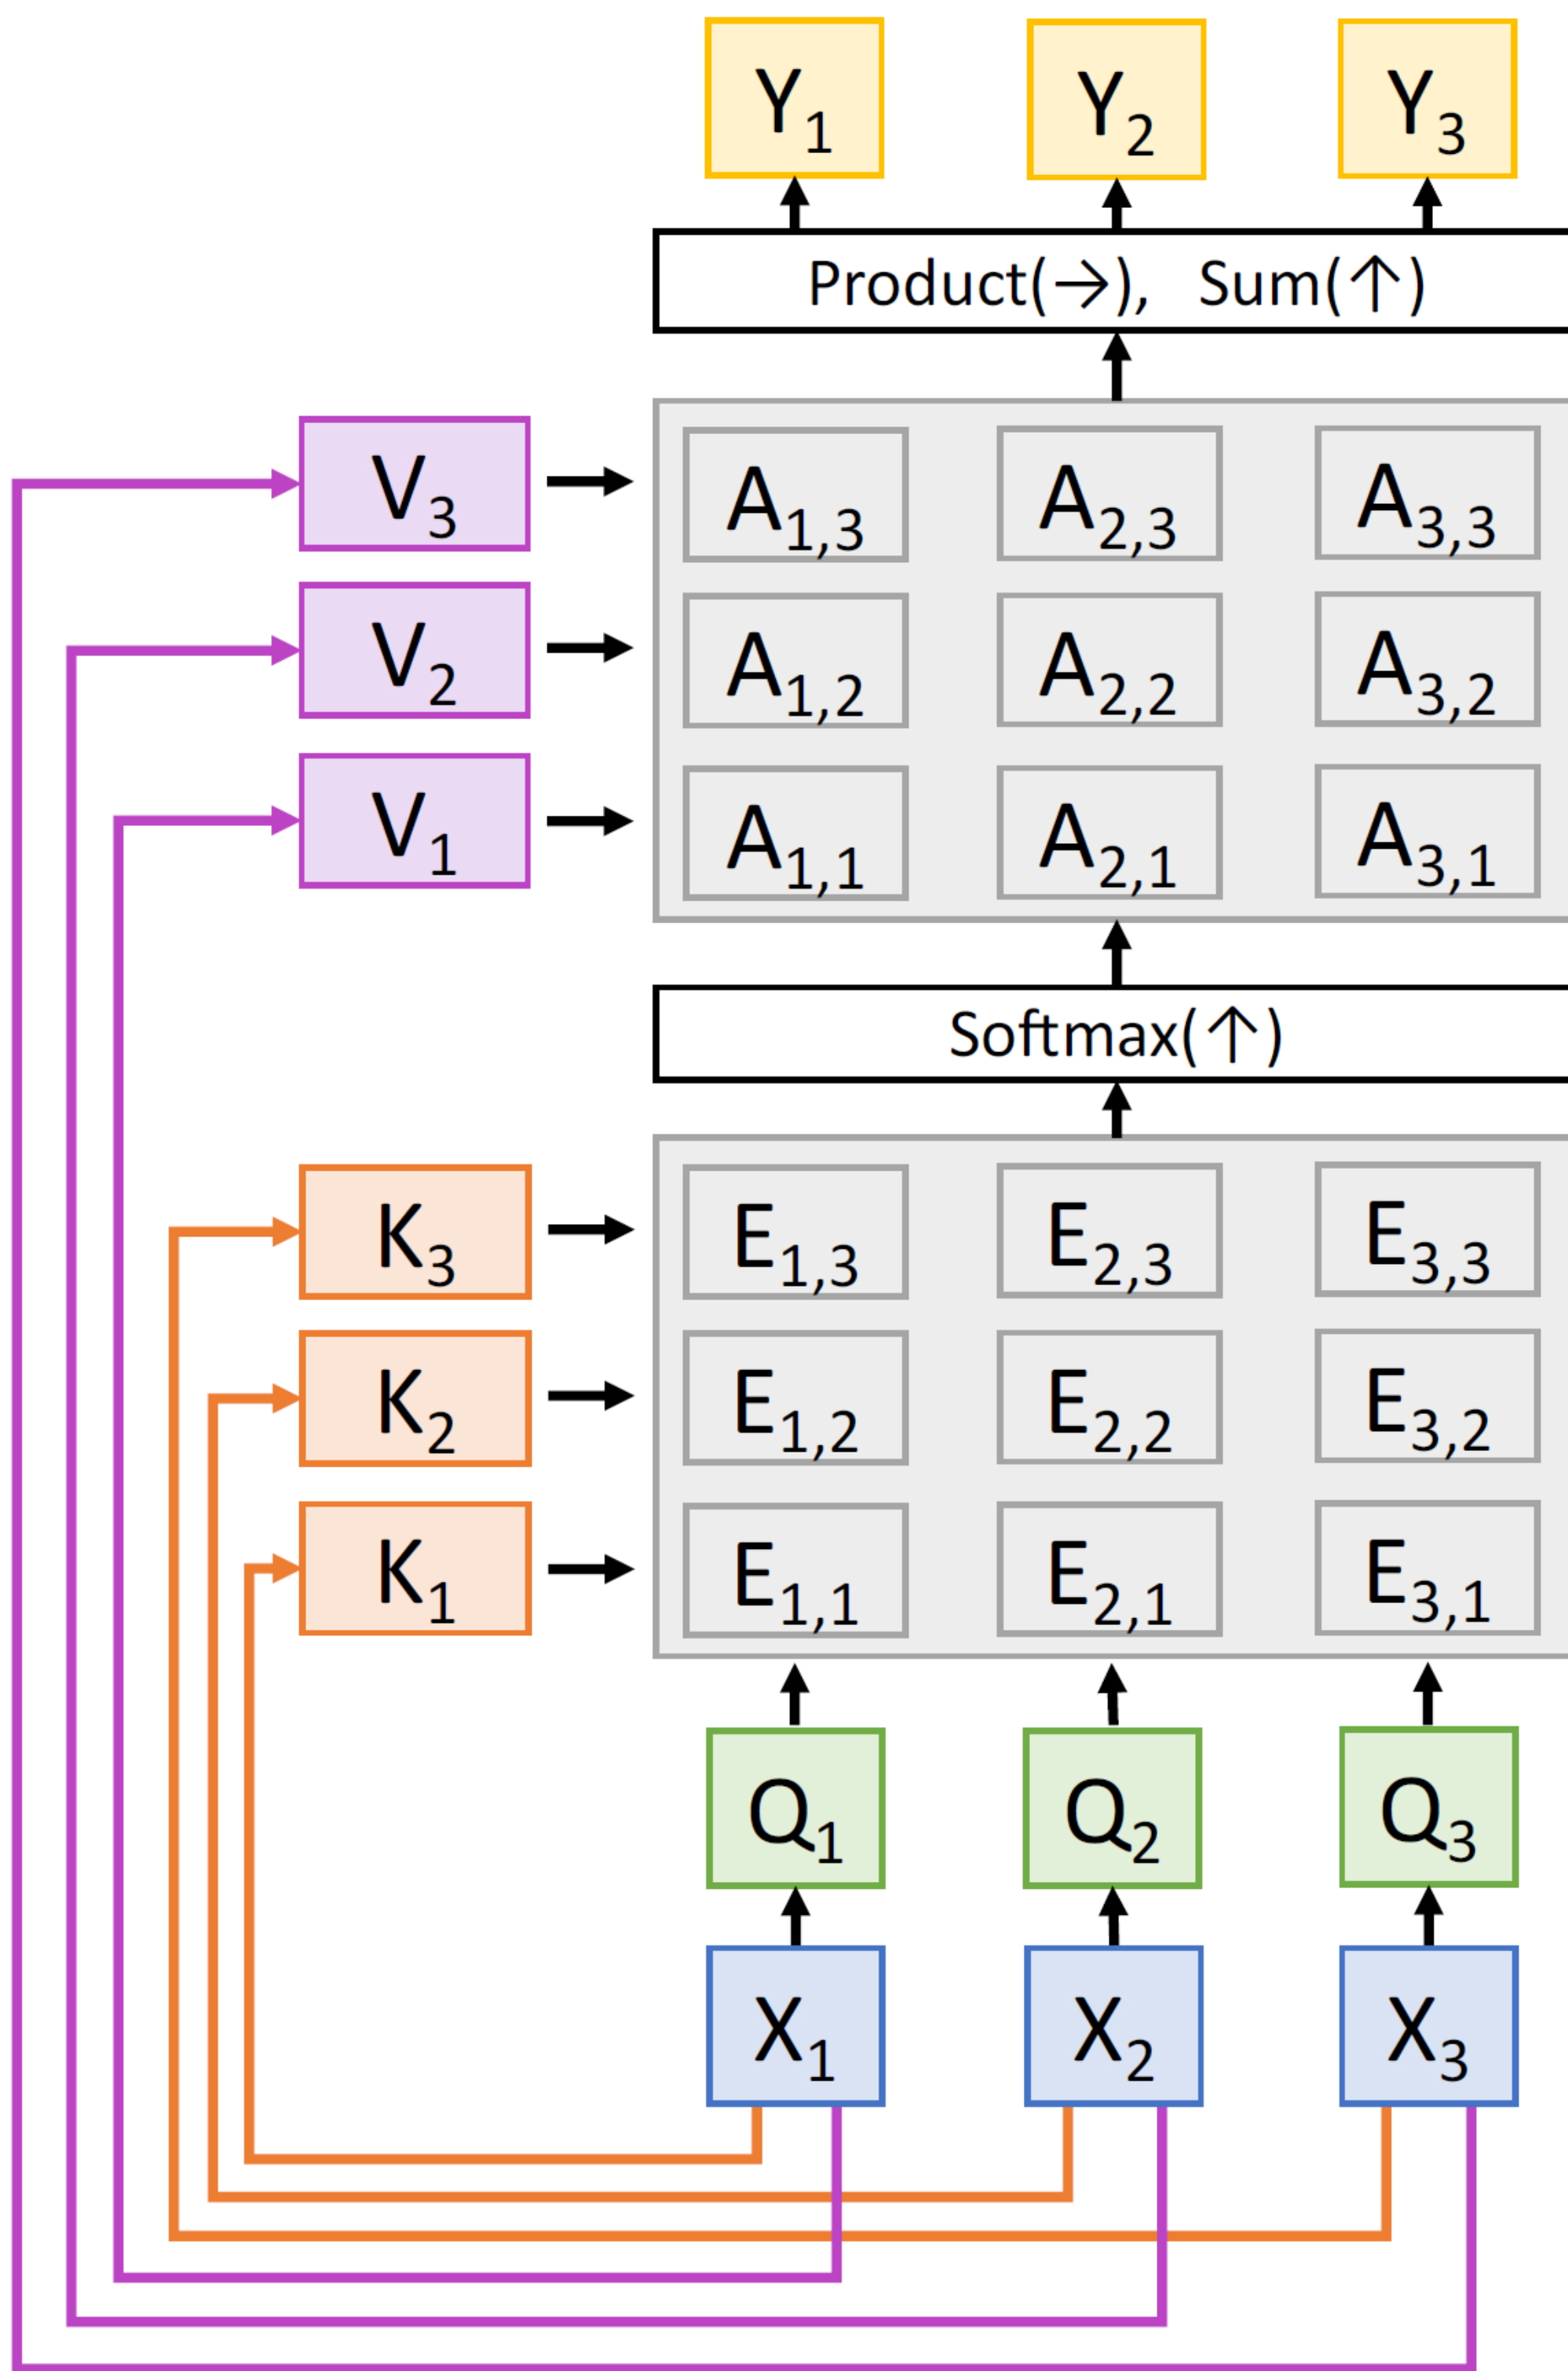 Y₁ Y₂ Y₃
Product(→), Sum(↑)
V₃ A₁,₃ A₂,₃ A₃,₃
V₂ A₁,₂ A₂,₂ A₃,₂
V₁ A₁,₁ A₂,₁ A₃,₁
Softmax(↑)
K₃ E₁,₃ E₂,₃ E₃,₃
K₂ E₁,₂ E₂,₂ E₃,₂
K₁ E₁,₁ E₂,₁ E₃,₁
Q₁ Q₂ Q₃
X₁ X₂ X₃